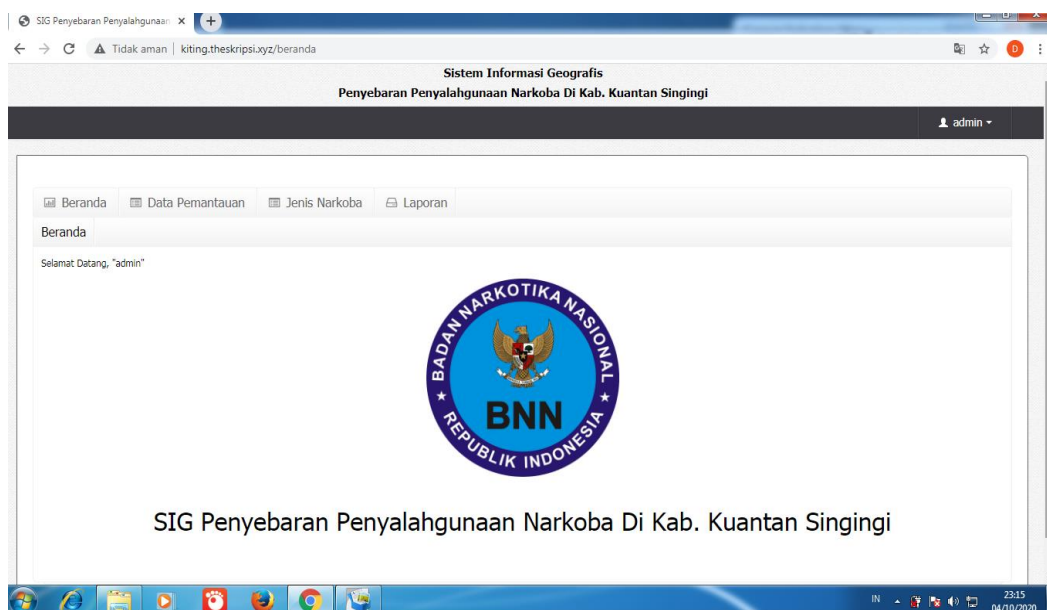 SIG Penyebaran Penyalahgunaan
Tidak aman | kiting.theskripsi.xyz/beranda
D
Sistem Informasi Geografis
Penyebaran Penyalahgunaan Narkoba Di Kab. Kuantan Singingi
admin
Beranda Data Pemantauan Jenis Narkoba Laporan
Beranda
Selamat Datang, "admin"
BADAN NARKOTIKA NASIONAL
BNN
REPUBLIK INDONESIA
SIG Penyebaran Penyalahgunaan Narkoba Di Kab. Kuantan Singingi
IN
23:15
04/10/2020